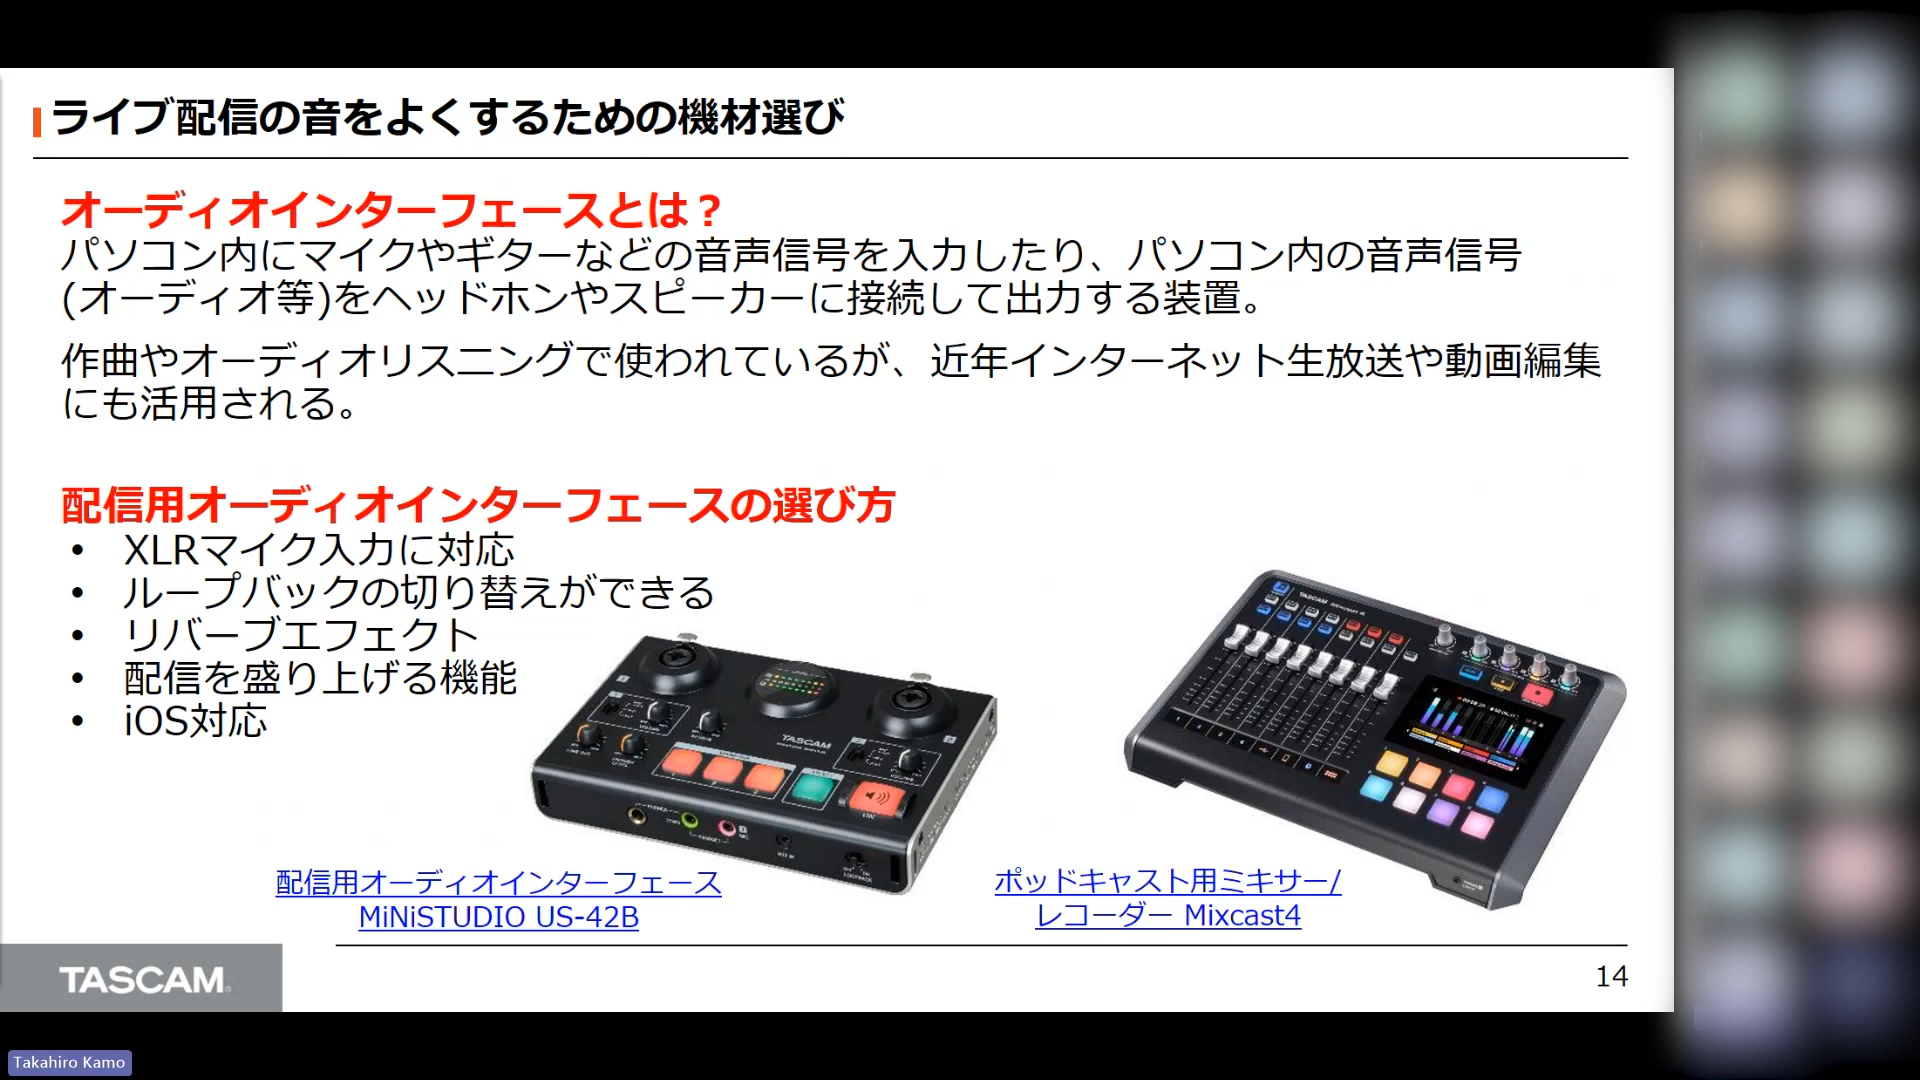 ライブ配信の音をよくするための機材選び
オーディオインターフェースとは？
パソコン内にマイクやギターなどの音声信号を入力したり、パソコン内の音声信号
(オーディオ等)をヘッドホンやスピーカーに接続して出力する装置。
作曲やオーディオリスニングで使われているが、近年インターネット生放送や動画編集
にも活用される。
配信用オーディオインターフェースの選び方
• XLRマイク入力に対応
• ループバックの切り替えができる
• リバーブエフェクト
• 配信を盛り上げる機能
• iOS対応
TASCAM
TASCAM
配信用オーディオインターフェース
MiNiSTUDIO US-42B
ポッドキャスト用ミキサー/
レコーダー Mixcast4
TASCAM
14
Takahiro Kamo